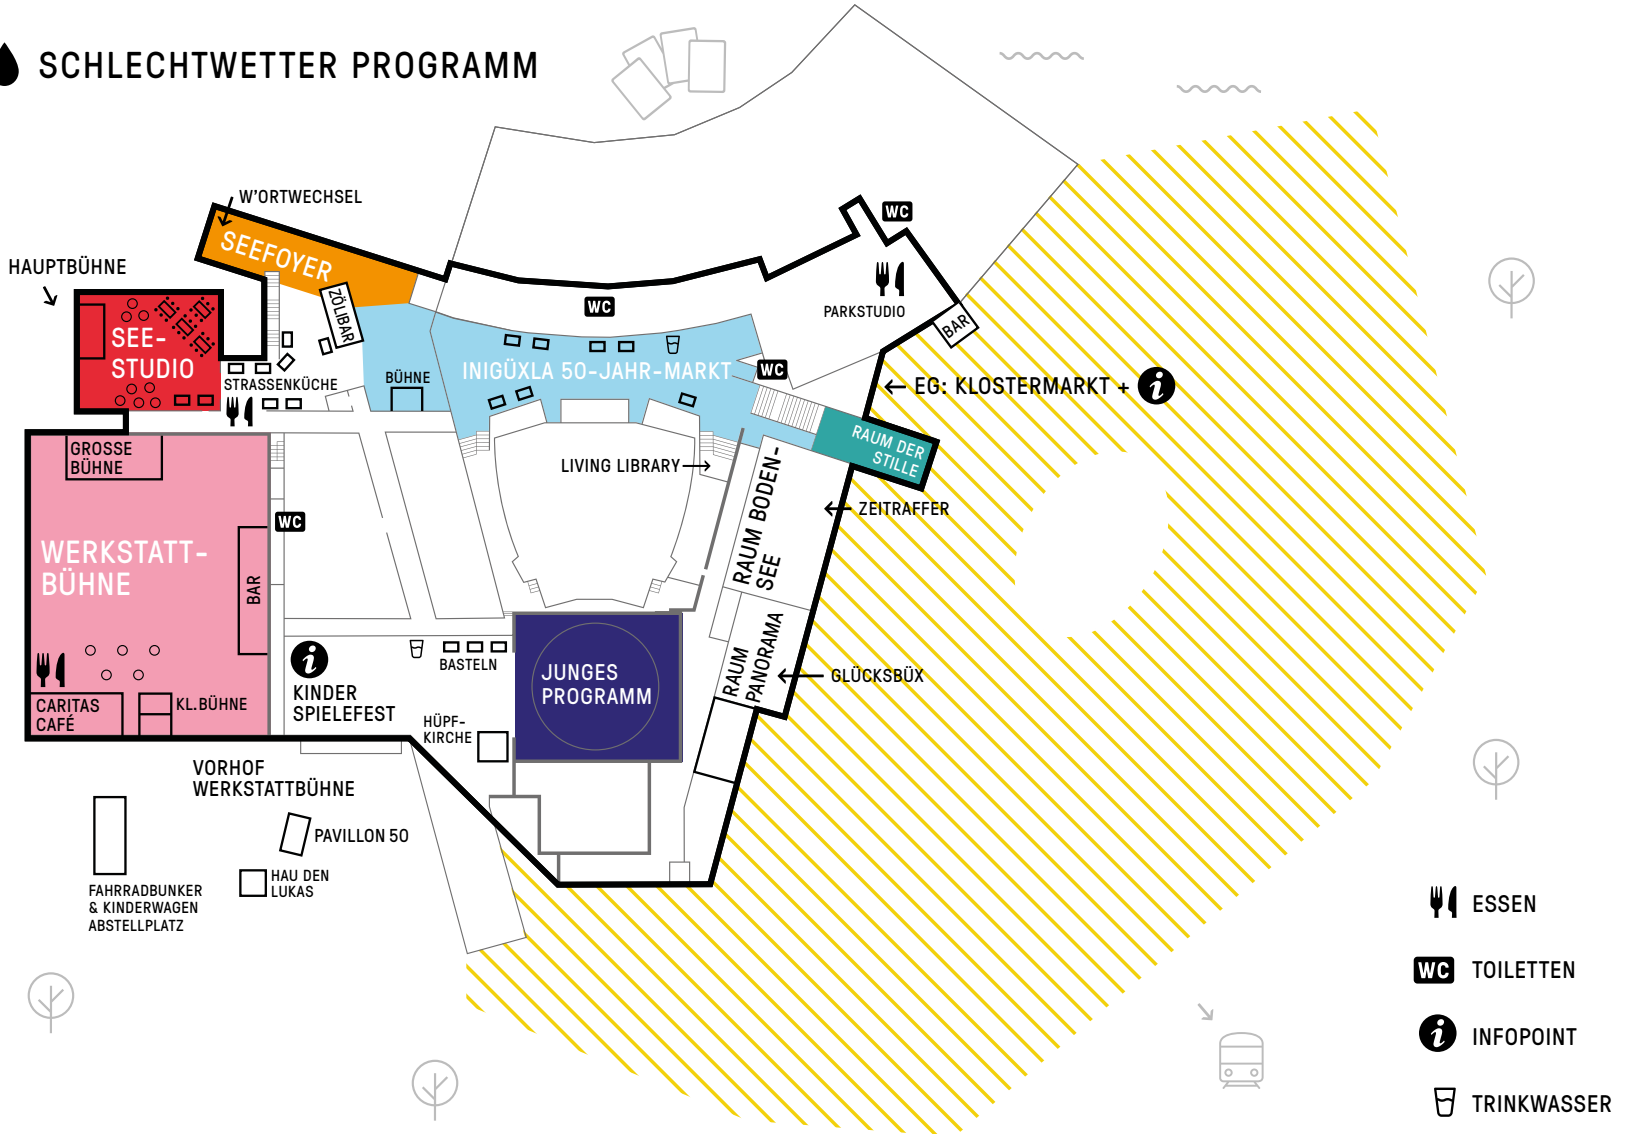 SCHLECHTWETTER PROGRAMM
W'ORTWECHSEL
WC
SEEFOYER
HAUPTBÜHNE
ZÖLIBAR
WC
PARKSTUDIO
BAR
SEE-
STUDIO
STRASSENKÜCHE
BÜHNE
INIGÜXLA 50-JAHR-MARKT
WC
EG: KLOSTERMARKT + i
GROSSE
BÜHNE
LIVING LIBRARY
RAUM DER
STILLE
RAUM BODEN-
SEE
ZEITRAFFER
WC
WERKSTATT-
BÜHNE
BAR
i
KINDER
SPIELEFEST
BASTELN
JUNGES
PROGRAMM
RAUM
PANORAMA
GLÜCKSBÜX
CARITAS
CAFÉ
KL.BÜHNE
HÜPF-
KIRCHE
VORHOF
WERKSTATTBÜHNE
PAVILLON 50
HAU DEN
LUKAS
FAHRRADBUNKER
& KINDERWAGEN
ABSTELLPLATZ
ESSEN
WC TOILETTEN
i INFOPOINT
TRINKWASSER